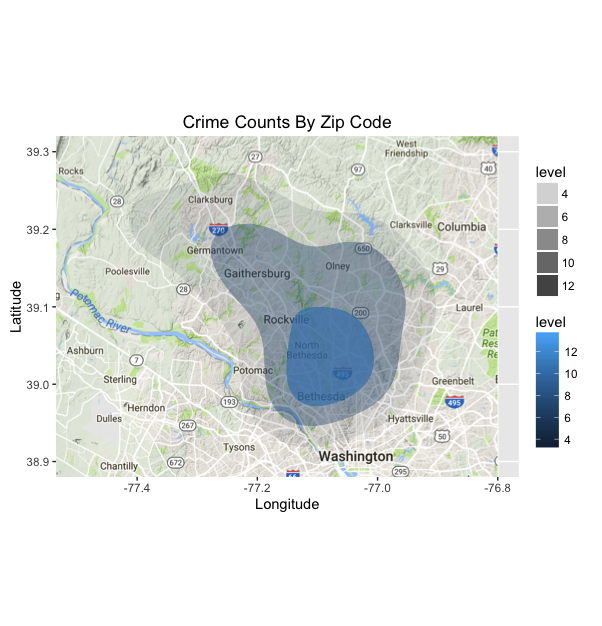 Crime Counts By Zip Code
39.3
39.2
39.1
39.0
38.9
Latitude
-77.4
-77.2
-77.0
-76.8
Longitude
West
Friendship
Rocks
27
97
40
28
Clarksburg
270
Clarksville
Columbia
Germantown
650
Poolesville
Gaithersburg
Olney
29
28
Potomac River
Rockville
200
Laurel
Ashburn
7
North
Bethesda
Potomac
495
Sterling
Greenbelt
193
Bethesda
495
Herndon
Dulles
267
Hyattsville
Tysons
50
Chantilly
672
Washington
295
level
4
6
8
10
12
level
12
10
8
6
4